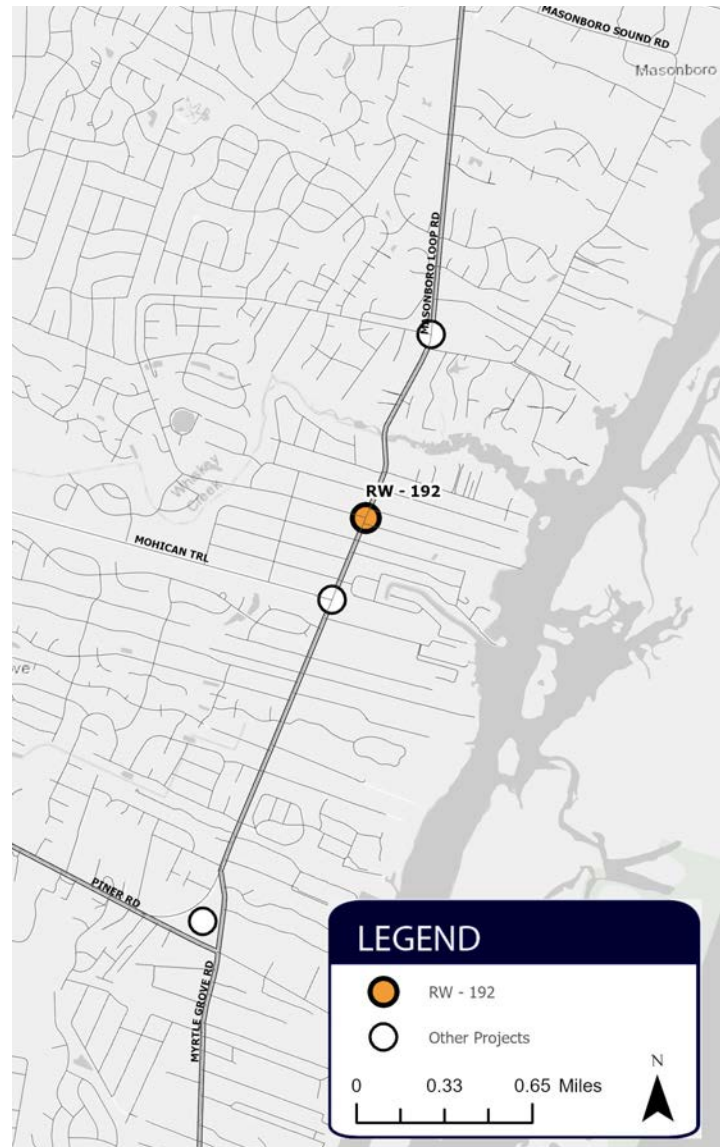 MASONBORO SOUND RD
Masonboro
MASONBORO LOOP RD
RW - 192
Whiskey
Creek
MOHICAN TRL
ve
PINER RD
MYRTLE GROVE RD
LEGEND
RW - 192
Other Projects
N
0 0.33 0.65 Miles